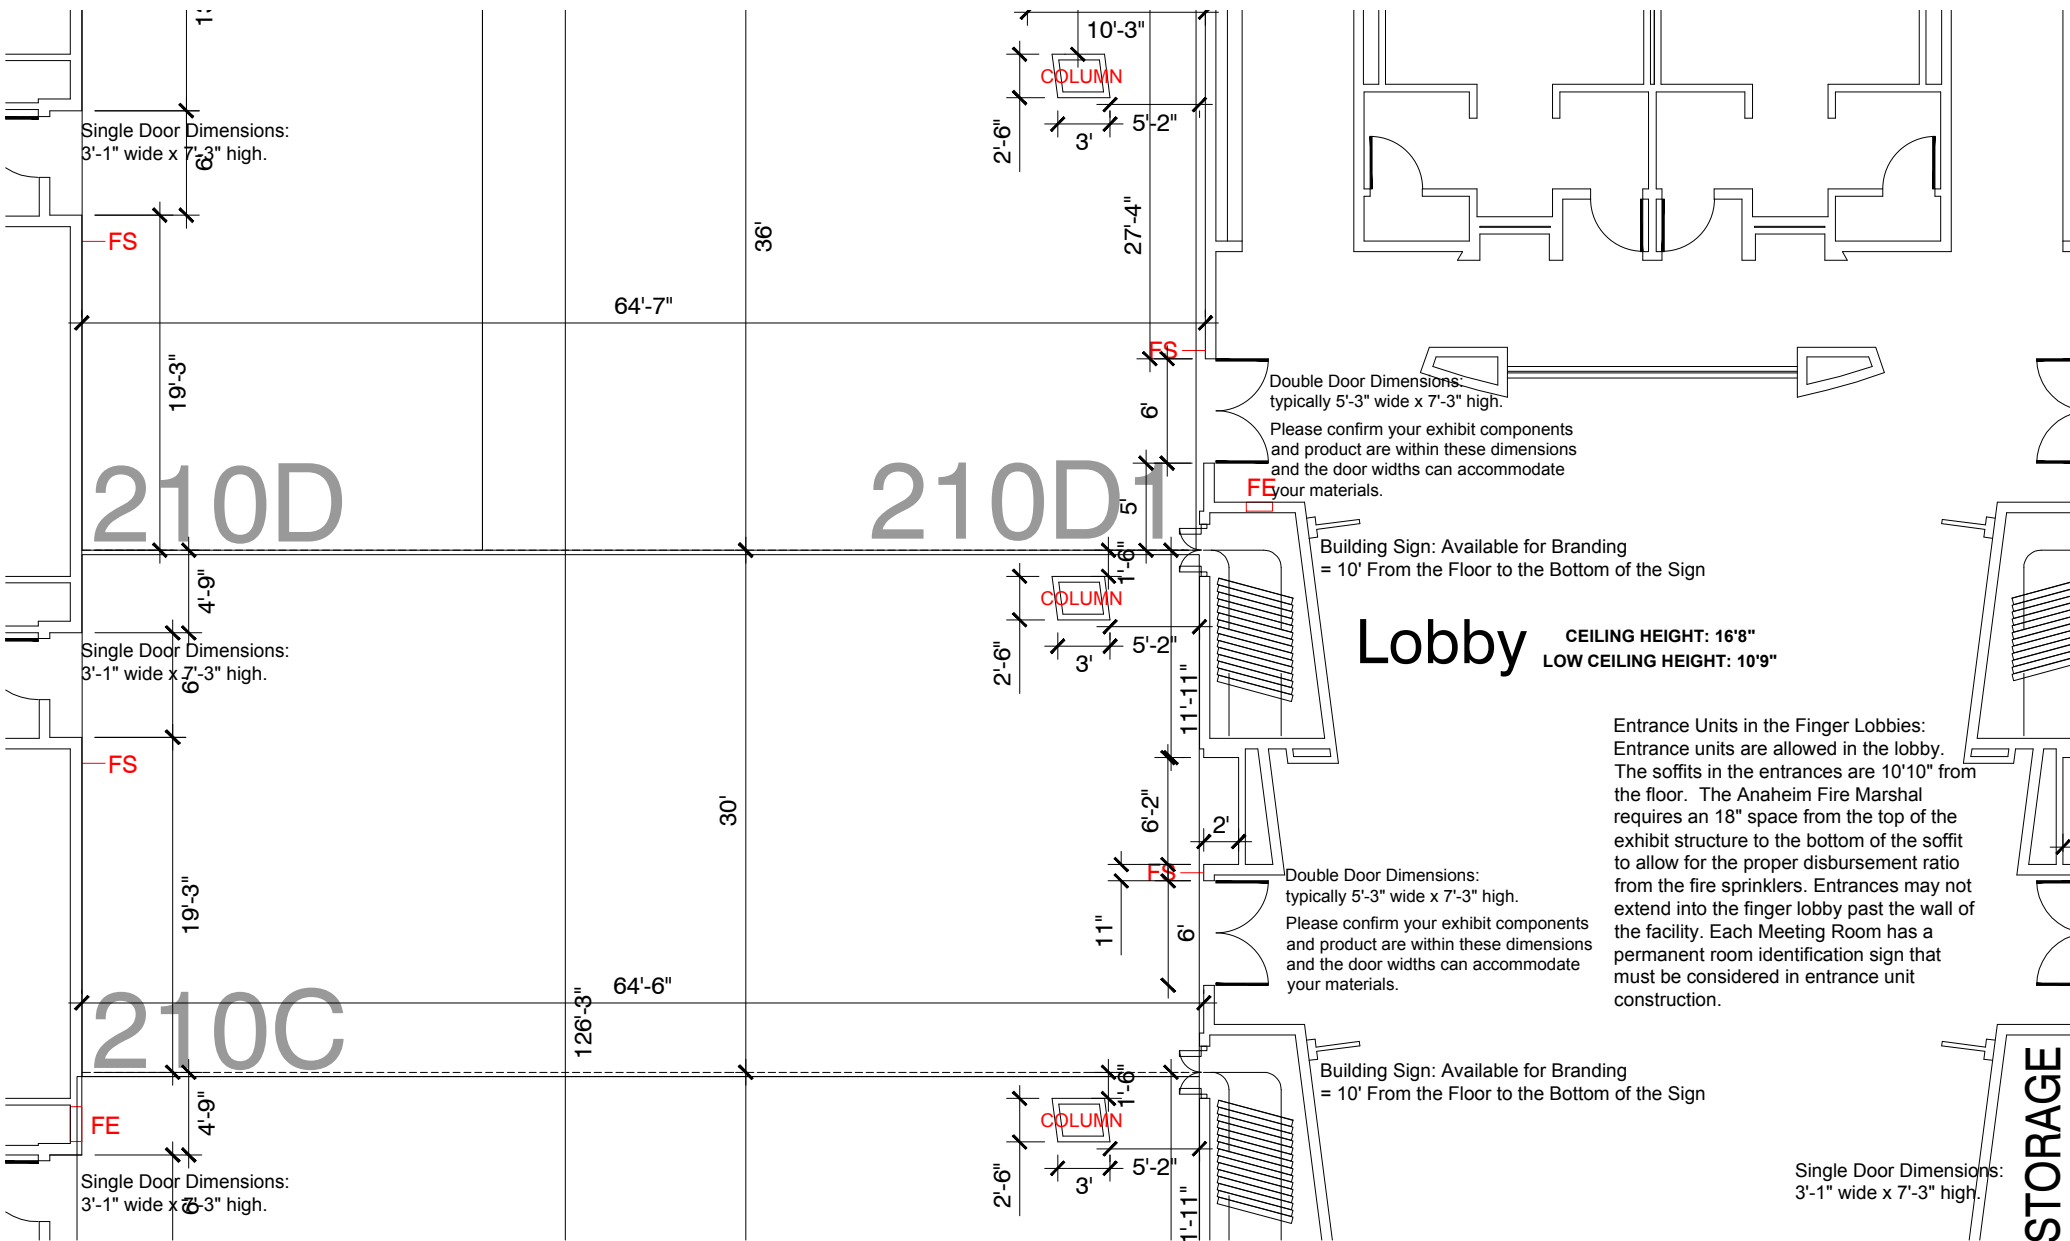 10'-3"
COLUMN
Single Door Dimensions:
3'-1" wide x 7'-3" high.
6'
2'-6"
3'
5'-2"
FS
36'
27'-4"
64'-7"
FS
19'-3"
6'
Double Door Dimensions:
typically 5'-3" wide x 7'-3" high.
Please confirm your exhibit components
and product are within these dimensions
and the door widths can accommodate
your materials.
FE
210D
210D1
5'
Building Sign: Available for Branding
= 10' From the Floor to the Bottom of the Sign
1'-6"
4'-9"
COLUMN
Lobby
CEILING HEIGHT: 16'8"
LOW CEILING HEIGHT: 10'9"
Single Door Dimensions:
3'-1" wide x 7'-3" high.
6'
2'-6"
3'
5'-2"
11'-11"
FS
Entrance Units in the Finger Lobbies:
Entrance units are allowed in the lobby.
The soffits in the entrances are 10'10" from
the floor.  The Anaheim Fire Marshal
requires an 18" space from the top of the
exhibit structure to the bottom of the soffit
to allow for the proper disbursement ratio
from the fire sprinklers. Entrances may not
extend into the finger lobby past the wall of
the facility. Each Meeting Room has a
permanent room identification sign that
must be considered in entrance unit
construction.
30'
6'-2"
2'
FS
Double Door Dimensions:
typically 5'-3" wide x 7'-3" high.
Please confirm your exhibit components
and product are within these dimensions
and the door widths can accommodate
your materials.
19'-3"
11"
6'
64'-6"
126'-3"
210C
Building Sign: Available for Branding
= 10' From the Floor to the Bottom of the Sign
1'-6"
4'-9"
FE
COLUMN
STORAGE
Single Door Dimensions:
3'-1" wide x 7'-3" high.
6'
2'-6"
3'
5'-2"
1'-11"
Single Door Dimensions:
3'-1" wide x 7'-3" high.